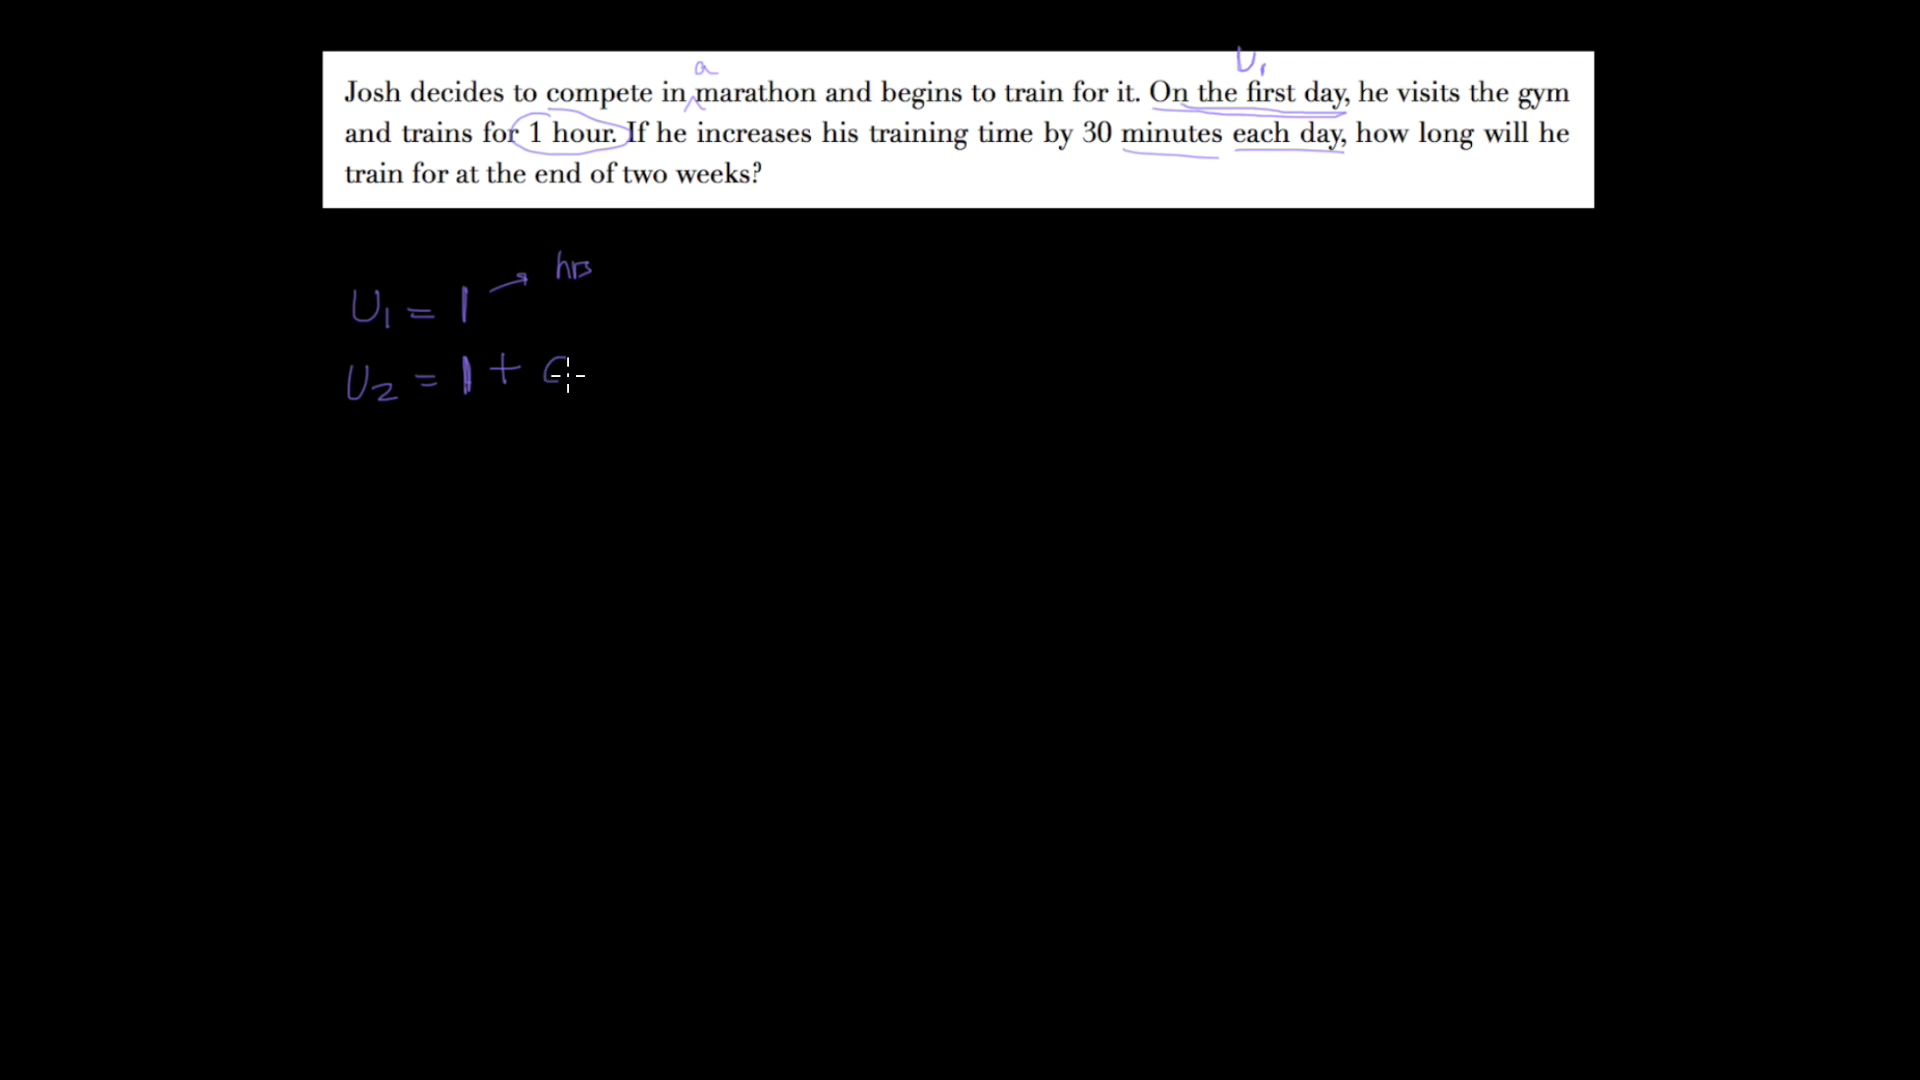 a
U₁
Josh decides to compete in marathon and begins to train for it. On the first day, he visits the gym
and trains for 1 hour. If he increases his training time by 30 minutes each day, how long will he
train for at the end of two weeks?
hrs
U₁ = 1
U₂ = 1 +